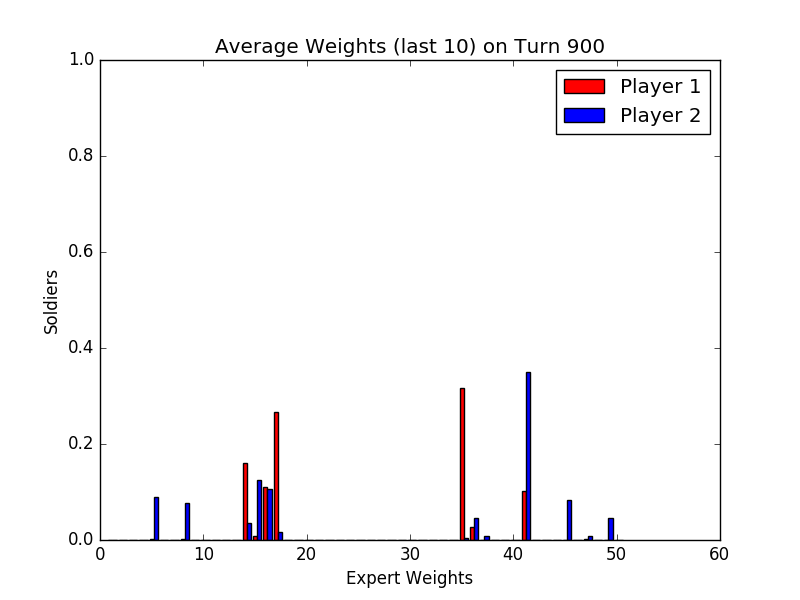 Average Weights (last 10) on Turn 900
1.0
0.8
0.6
0.4
0.2
0.0
Soldiers
Player 1
Player 2
0 10 20 30 40 50 60
Expert Weights